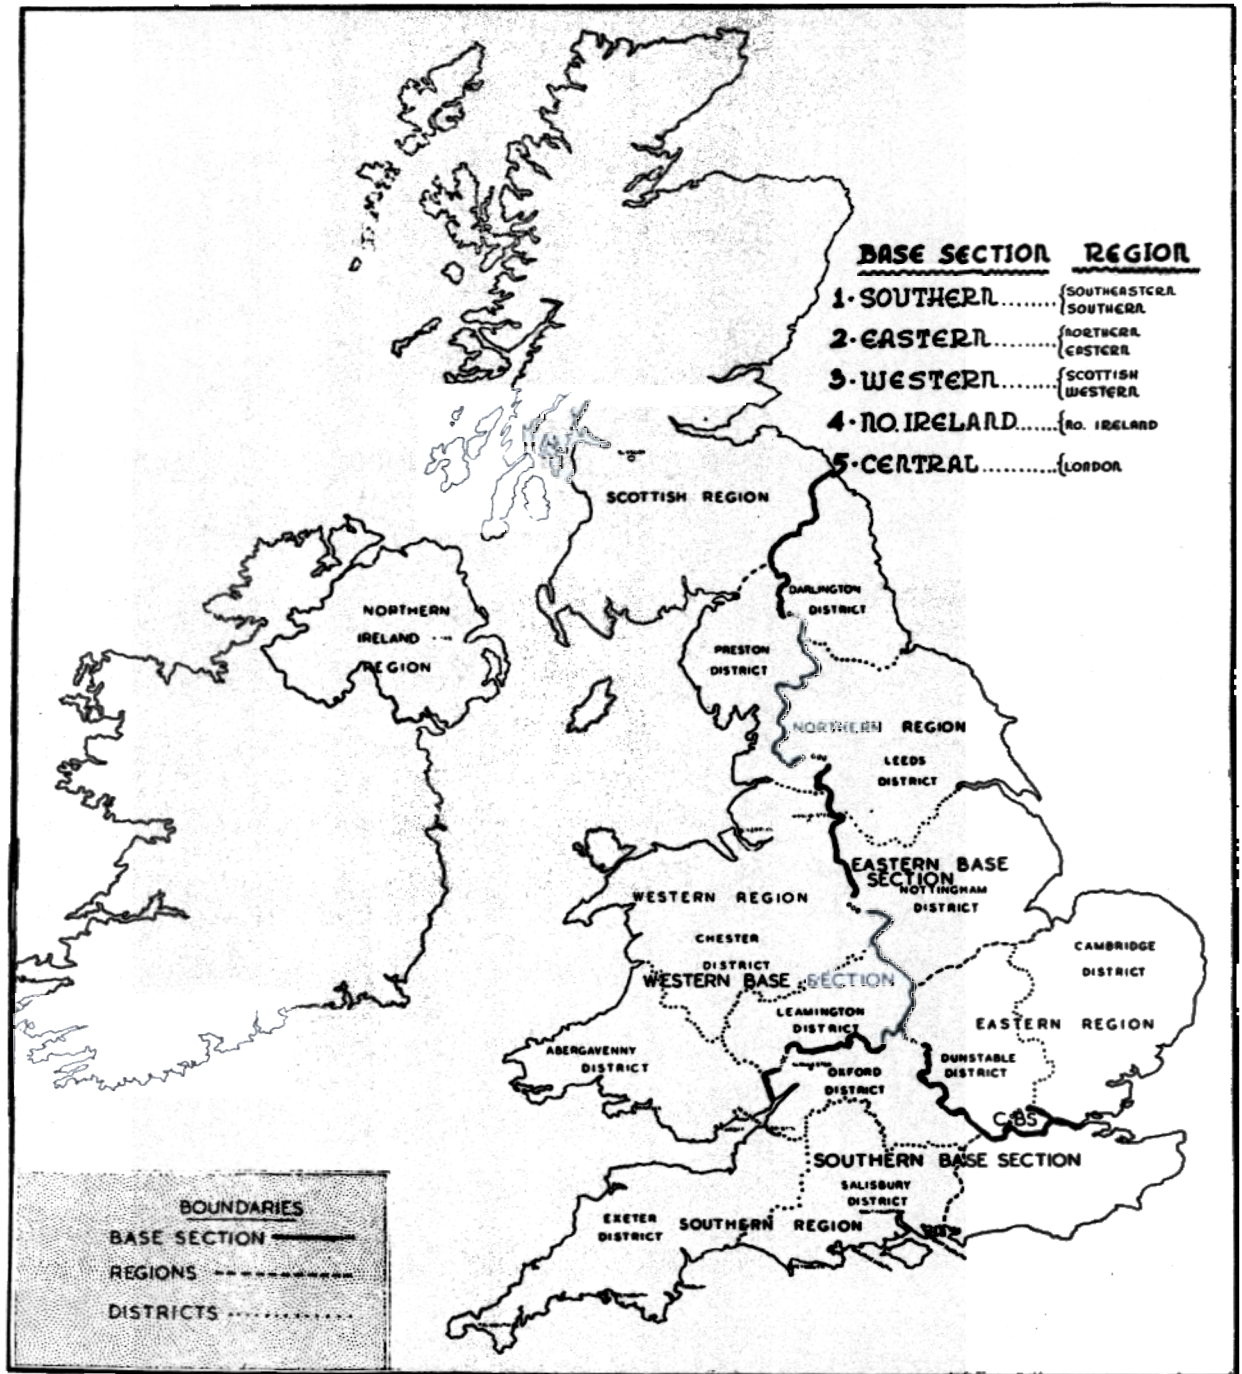 BASE SECTION REGION
1. SOUTHERN........{SOUTHEASTERN
SOUTHERN
2. EASTERN.........{NORTHERN
EASTERN
3. WESTERN........{SCOTTISH
WESTERN
4. NO. IRELAND......{NO. IRELAND
5. CENTRAL...........{LONDON
SCOTTISH REGION
DARLINGTON
DISTRICT
NORTHERN
IRELAND
REGION
PRESTON
DISTRICT
NORTHERN REGION
LEEDS
DISTRICT
EASTERN BASE
SECTION
NOTTINGHAM
DISTRICT
WESTERN REGION
CHESTER
DISTRICT
WESTERN BASE SECTION
CAMBRIDGE
DISTRICT
LEAMINGTON
DISTRICT
EASTERN REGION
ABERGAVENNY
DISTRICT
DUNSTABLE
DISTRICT
OXFORD
DISTRICT
CBS
SOUTHERN BASE SECTION
SALISBURY
DISTRICT
EXETER
DISTRICT
SOUTHERN REGION
BOUNDARIES
BASE SECTION
REGIONS
DISTRICTS